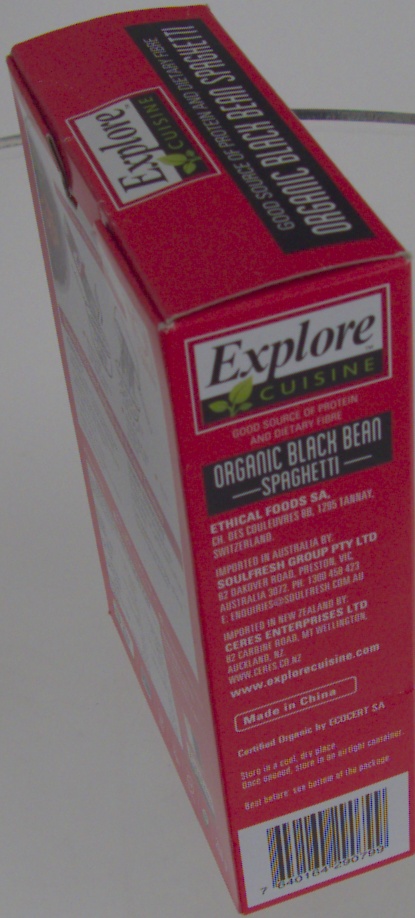 GOOD SOURCE OF PROTEIN AND DIETARY FIBRE
ORGANIC BLACK BEAN SPAGHETTI
Explore
CUISINE
Explore™
CUISINE
GOOD SOURCE OF PROTEIN
AND DIETARY FIBRE
ORGANIC BLACK BEAN
SPAGHETTI
ETHICAL FOODS SA,
CH. DES COULEUVRES 8B, 1295 TANNAY,
SWITZERLAND.
IMPORTED IN AUSTRALIA BY:
SOULFRESH GROUP PTY LTD
62 OAKOVER ROAD, PRESTON, VIC,
AUSTRALIA 3072. PH. 1300 459 423
E: ENQUIRIES@SOULFRESH.COM.AU
IMPORTED IN NEW ZEALAND BY:
CERES ENTERPRISES LTD
82 CARBINE ROAD, MT WELLINGTON,
AUCKLAND, NZ.
WWW.CERES.CO.NZ
www.explorecuisine.com
Made in China
Certified Organic by ECOCERT SA
Store in a cool, dry place
Once opened, store in an airtight container.
Best before: see bottom of the package
7 640164 290799